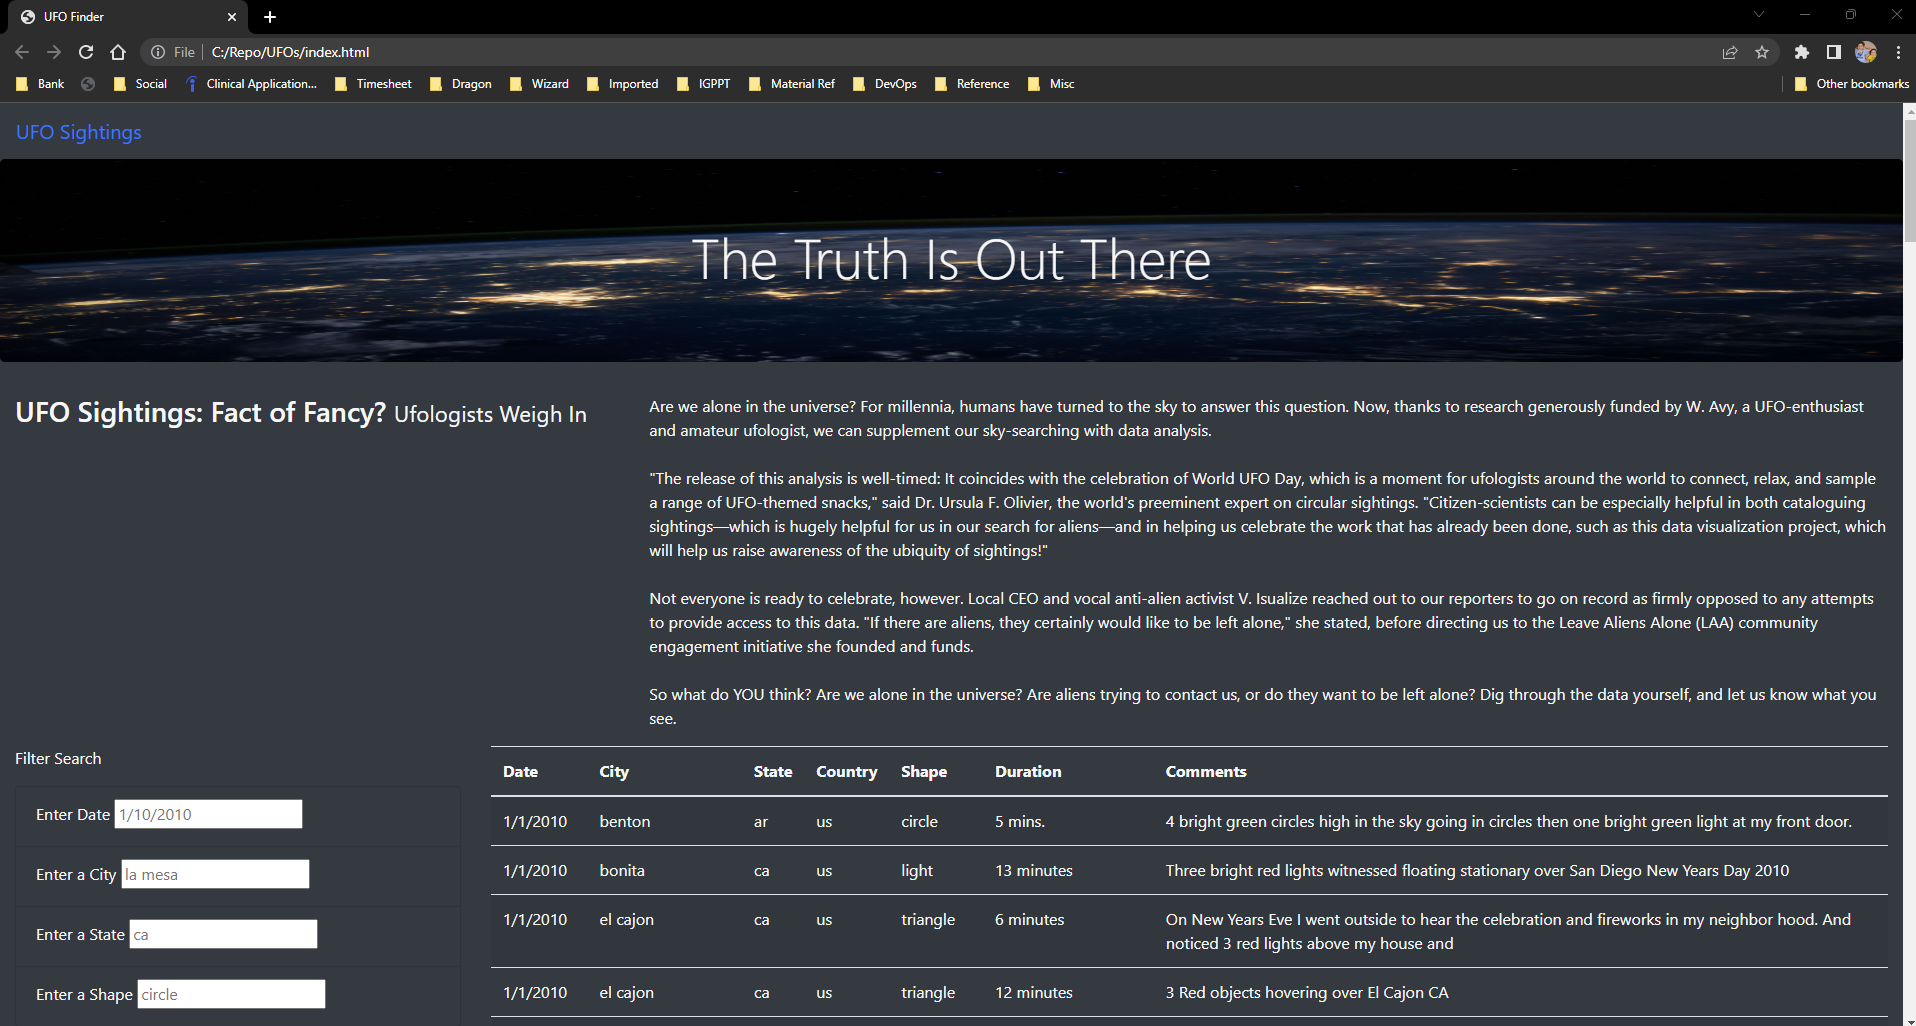 UFO Finder
File C:/Repo/UFOs/index.html
Bank Social Clinical Application... Timesheet Dragon Wizard Imported IGPPT Material Ref DevOps Reference Misc Other bookmarks
UFO Sightings
The Truth Is Out There
UFO Sightings: Fact of Fancy? Ufologists Weigh In
Are we alone in the universe? For millennia, humans have turned to the sky to answer this question. Now, thanks to research generously funded by W. Avy, a UFO-enthusiast
and amateur ufologist, we can supplement our sky-searching with data analysis.
"The release of this analysis is well-timed: It coincides with the celebration of World UFO Day, which is a moment for ufologists around the world to connect, relax, and sample
a range of UFO-themed snacks," said Dr. Ursula F. Olivier, the world's preeminent expert on circular sightings. "Citizen-scientists can be especially helpful in both cataloguing
sightings—which is hugely helpful for us in our search for aliens—and in helping us celebrate the work that has already been done, such as this data visualization project, which
will help us raise awareness of the ubiquity of sightings!"
Not everyone is ready to celebrate, however. Local CEO and vocal anti-alien activist V. Isualize reached out to our reporters to go on record as firmly opposed to any attempts
to provide access to this data. "If there are aliens, they certainly would like to be left alone," she stated, before directing us to the Leave Aliens Alone (LAA) community
engagement initiative she founded and funds.
So what do YOU think? Are we alone in the universe? Are aliens trying to contact us, or do they want to be left alone? Dig through the data yourself, and let us know what you
see.
Filter Search
Enter Date 1/10/2010
Enter a City la mesa
Enter a State ca
Enter a Shape circle
Date City State Country Shape Duration Comments
1/1/2010 benton ar us circle 5 mins. 4 bright green circles high in the sky going in circles then one bright green light at my front door.
1/1/2010 bonita ca us light 13 minutes Three bright red lights witnessed floating stationary over San Diego New Years Day 2010
1/1/2010 el cajon ca us triangle 6 minutes On New Years Eve I went outside to hear the celebration and fireworks in my neighbor hood. And
noticed 3 red lights above my house and
1/1/2010 el cajon ca us triangle 12 minutes 3 Red objects hovering over El Cajon CA